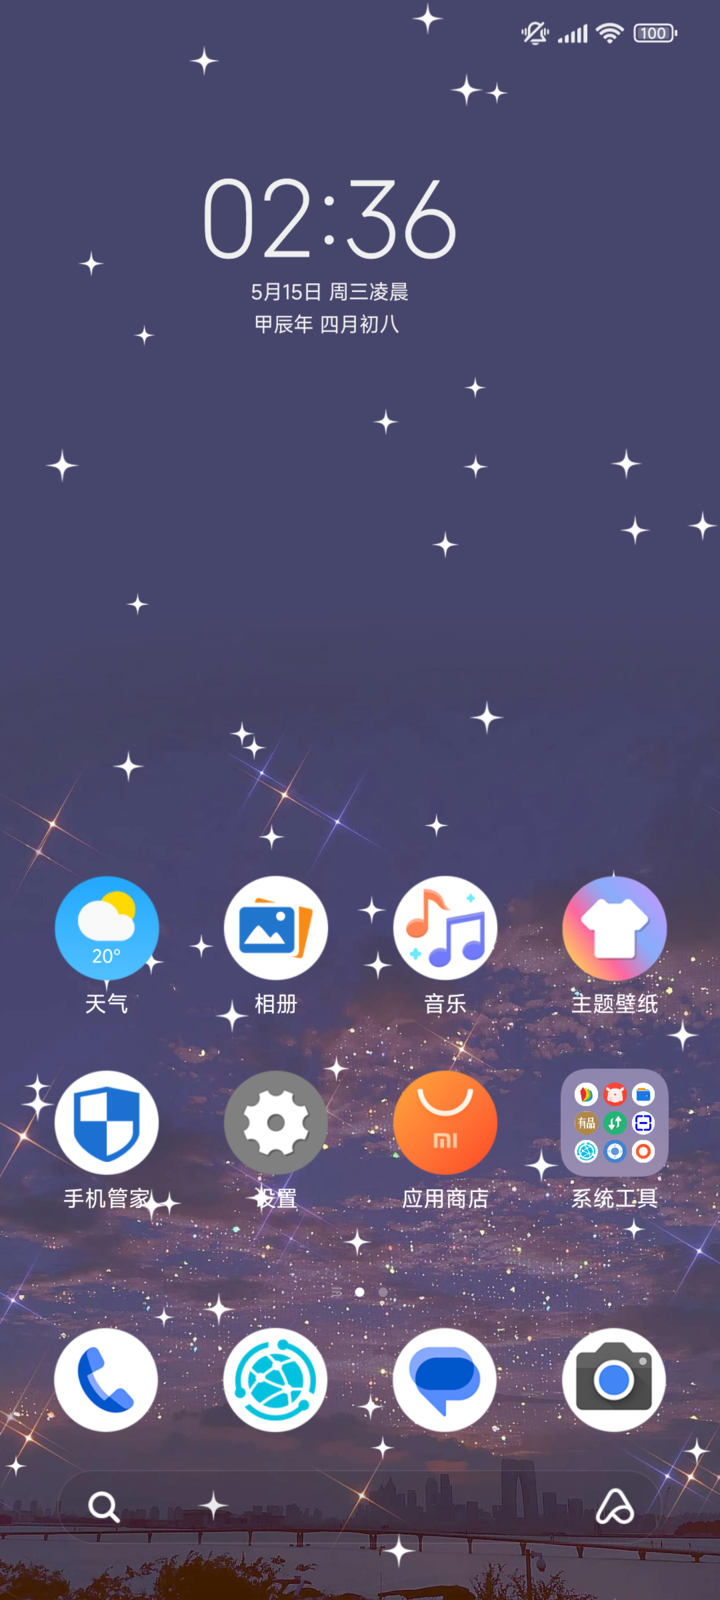 100
02:36
5月15日 周三凌晨
甲辰年 四月初八
20°
天气
相册
音乐
主题壁纸
mi
有品
手机管家
设置
应用商店
系统工具